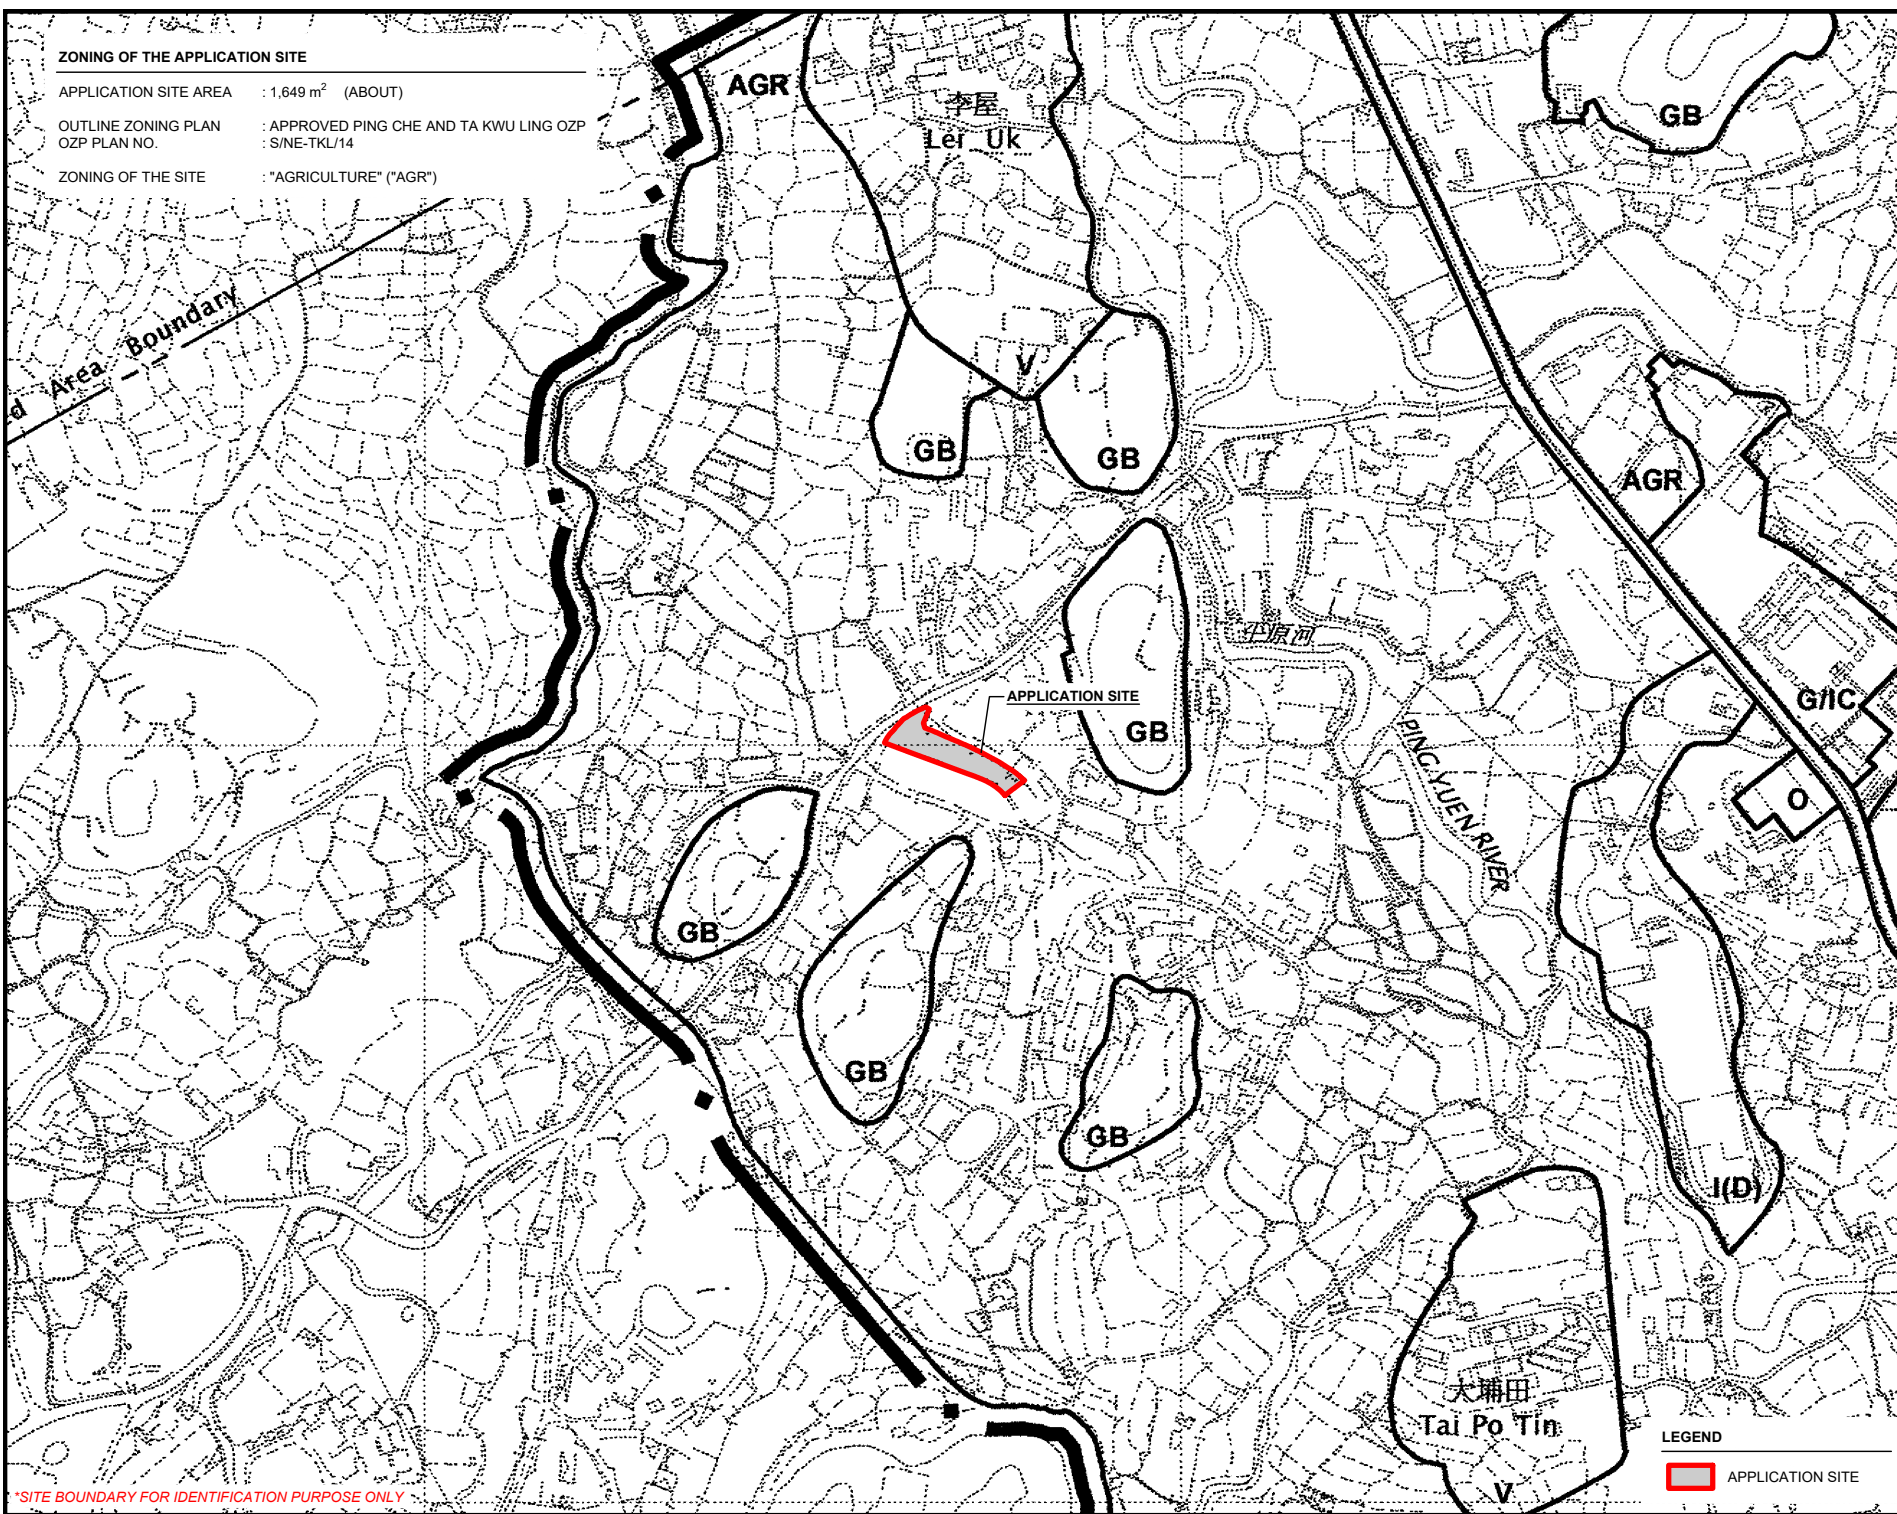 ZONING OF THE APPLICATION SITE
APPLICATION SITE AREA : 1,649 m² (ABOUT)
OUTLINE ZONING PLAN : APPROVED PING CHE AND TA KWU LING OZP
OZP PLAN NO. : S/NE-TKL/14
ZONING OF THE SITE : "AGRICULTURE" ("AGR")
AGR
李屋
Ler Uk
GB
d Area Boundary
V
GB
GB
AGR
平原河
APPLICATION SITE
GB
G/IC
PING YUEN RIVER
O
GB
GB
GB
I(D)
大埔田
Tai Po Tin
V
LEGEND
APPLICATION SITE
*SITE BOUNDARY FOR IDENTIFICATION PURPOSE ONLY